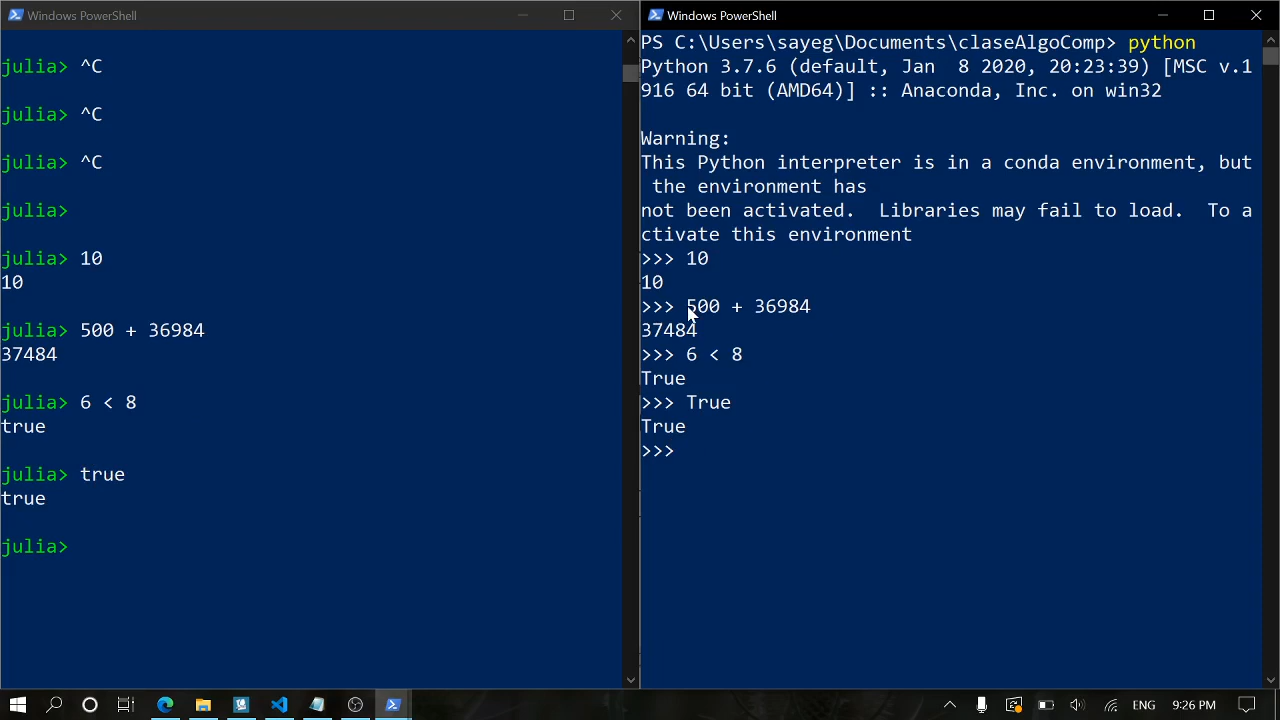 Windows PowerShell
julia> ^C
julia> ^C
julia> ^C
julia>
julia> 10
10
julia> 500 + 36984
37484
julia> 6 < 8
true
julia> true
true
julia>
Windows PowerShell
PS C:\Users\sayeg\Documents\claseAlgoComp> python
Python 3.7.6 (default, Jan  8 2020, 20:23:39) [MSC v.1
916 64 bit (AMD64)] :: Anaconda, Inc. on win32
Warning:
This Python interpreter is in a conda environment, but
 the environment has
not been activated.  Libraries may fail to load.  To a
ctivate this environment
>>> 10
10
>>> 500 + 36984
37484
>>> 6 < 8
True
>>> True
True
>>>
ENG 9:26 PM